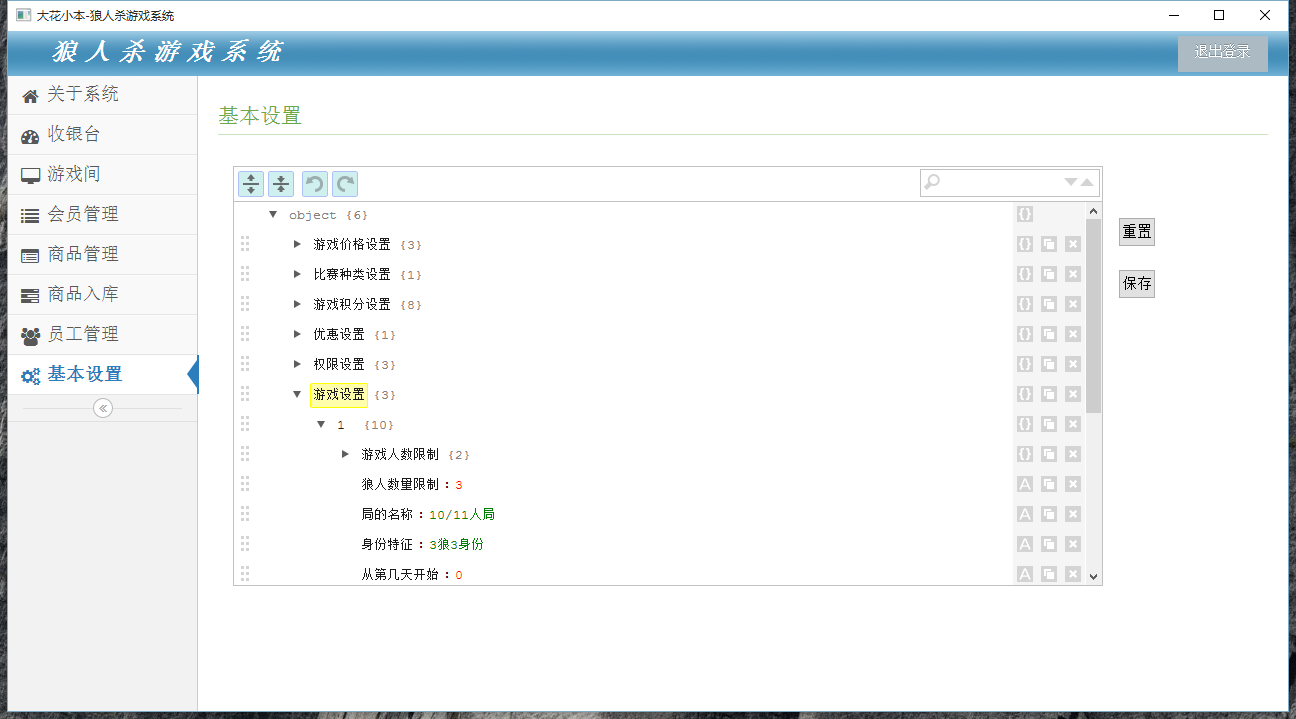 大花小本-狼人杀游戏系统
狼人杀游戏系统
退出登录
关于系统
收银台
游戏间
会员管理
商品管理
商品入库
员工管理
基本设置
基本设置
object {6}
游戏价格设置 {3}
比赛种类设置 {1}
游戏积分设置 {8}
优惠设置 {1}
权限设置 {3}
游戏设置 {3}
1 {10}
游戏人数限制 {2}
狼人数量限制 : 3
局的名称 : 10/11人局
身份特征 : 3狼3身份
从第几天开始 : 0
重置
保存